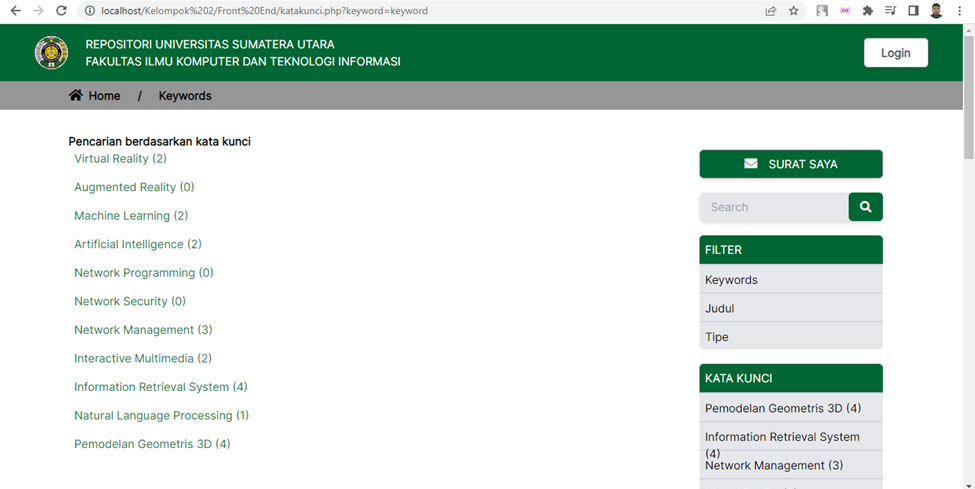 localhost/Kelompok%202/Front%20End/katakunci.php?keyword=keyword
REPOSITORI UNIVERSITAS SUMATERA UTARA
FAKULTAS ILMU KOMPUTER DAN TEKNOLOGI INFORMASI
Login
Home / Keywords
Pencarian berdasarkan kata kunci
Virtual Reality (2)
Augmented Reality (0)
Machine Learning (2)
Artificial Intelligence (2)
Network Programming (0)
Network Security (0)
Network Management (3)
Interactive Multimedia (2)
Information Retrieval System (4)
Natural Language Processing (1)
Pemodelan Geometris 3D (4)
SURAT SAYA
Search
FILTER
Keywords
Judul
Tipe
KATA KUNCI
Pemodelan Geometris 3D (4)
Information Retrieval System
(4)
Network Management (3)